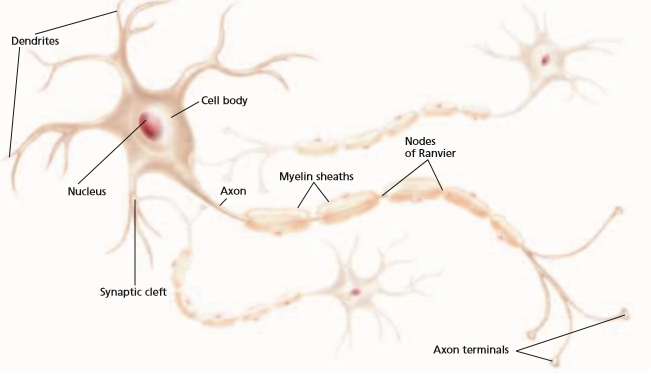 Dendrites
Cell body
Nodes
of Ranvier
Myelin sheaths
Nucleus
Axon
Synaptic cleft
Axon terminals